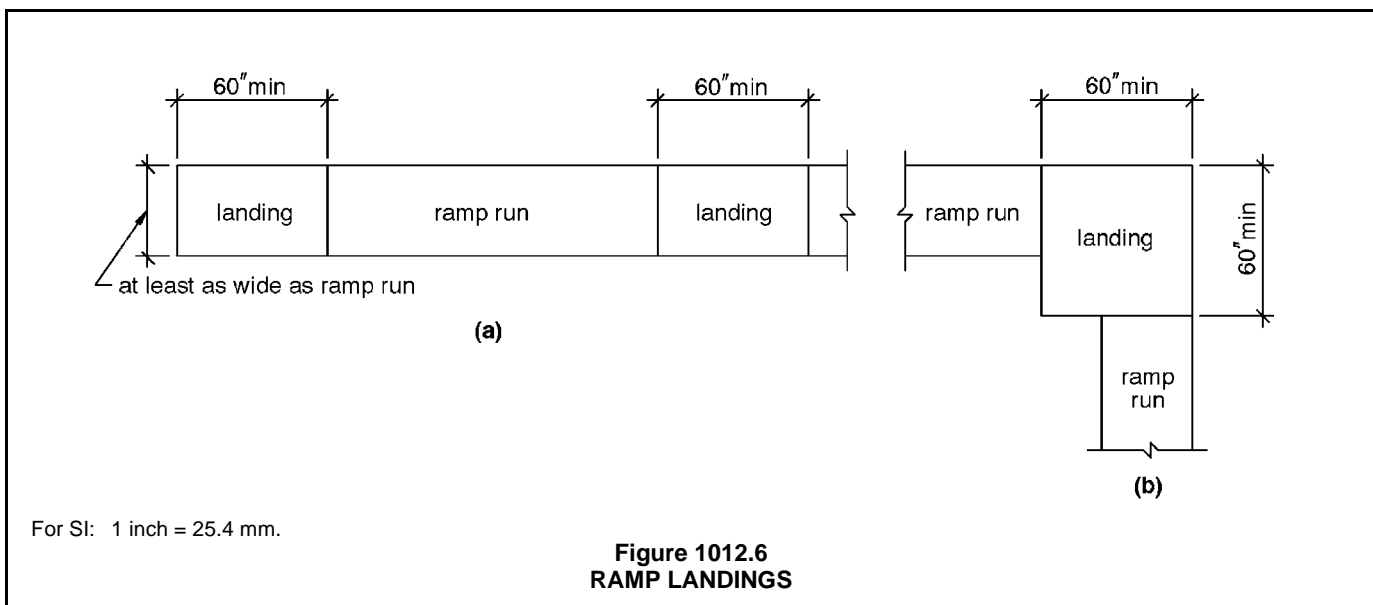 60"min
60"min
60"min
landing
ramp run
landing
ramp run
landing
60"min
at least as wide as ramp run
(a)
ramp
run
(b)
For SI: 1 inch = 25.4 mm.
Figure 1012.6
RAMP LANDINGS